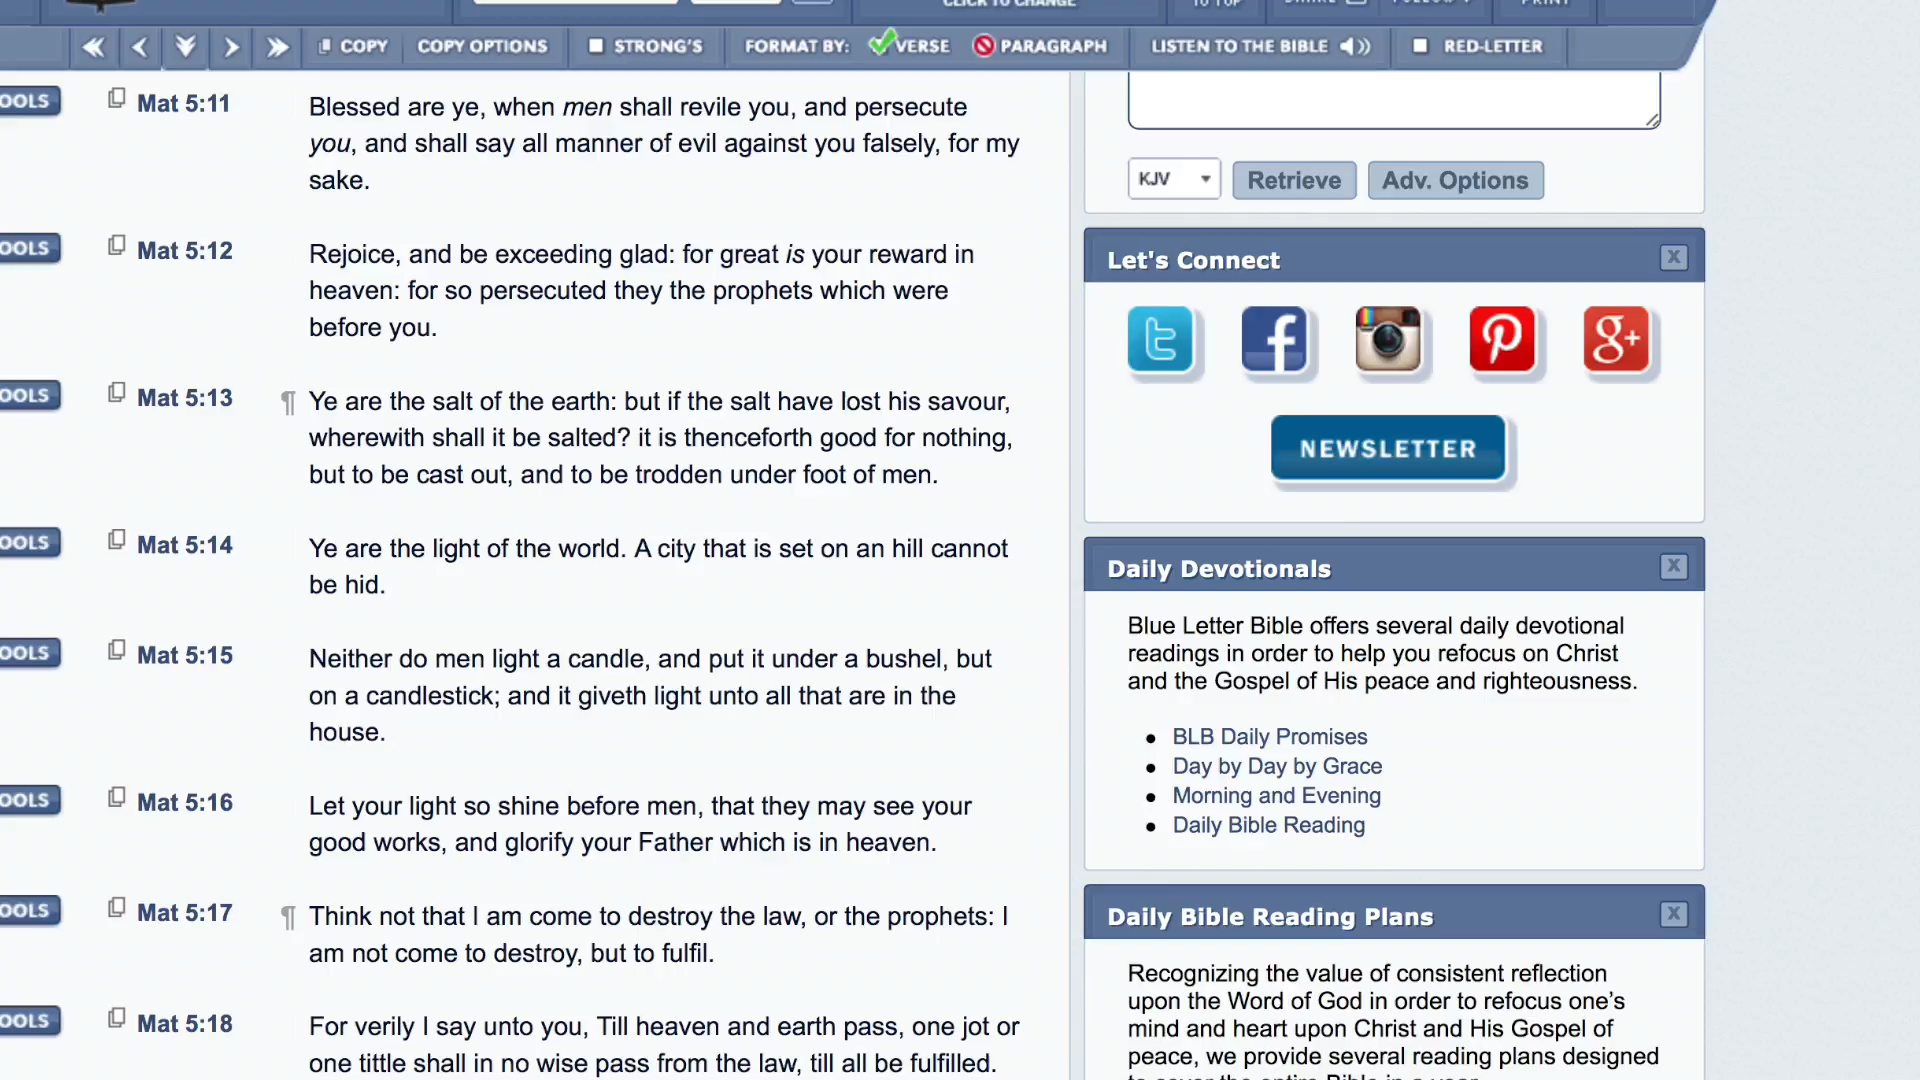 CLICK TO CHANGE TO TOP PRINT
COPY COPY OPTIONS STRONG'S FORMAT BY: VERSE PARAGRAPH LISTEN TO THE BIBLE RED-LETTER
OOLS Mat 5:11 Blessed are ye, when men shall revile you, and persecute
you, and shall say all manner of evil against you falsely, for my
sake.
OOLS Mat 5:12 Rejoice, and be exceeding glad: for great is your reward in
heaven: for so persecuted they the prophets which were
before you.
OOLS Mat 5:13 ¶ Ye are the salt of the earth: but if the salt have lost his savour,
wherewith shall it be salted? it is thenceforth good for nothing,
but to be cast out, and to be trodden under foot of men.
OOLS Mat 5:14 Ye are the light of the world. A city that is set on an hill cannot
be hid.
OOLS Mat 5:15 Neither do men light a candle, and put it under a bushel, but
on a candlestick; and it giveth light unto all that are in the
house.
OOLS Mat 5:16 Let your light so shine before men, that they may see your
good works, and glorify your Father which is in heaven.
OOLS Mat 5:17 ¶ Think not that I am come to destroy the law, or the prophets: I
am not come to destroy, but to fulfil.
OOLS Mat 5:18 For verily I say unto you, Till heaven and earth pass, one jot or
one tittle shall in no wise pass from the law, till all be fulfilled.
KJV Retrieve Adv. Options
Let's Connect X
t f P g+
NEWSLETTER
Daily Devotionals X
Blue Letter Bible offers several daily devotional
readings in order to help you refocus on Christ
and the Gospel of His peace and righteousness.
• BLB Daily Promises
• Day by Day by Grace
• Morning and Evening
• Daily Bible Reading
Daily Bible Reading Plans X
Recognizing the value of consistent reflection
upon the Word of God in order to refocus one’s
mind and heart upon Christ and His Gospel of
peace, we provide several reading plans designed